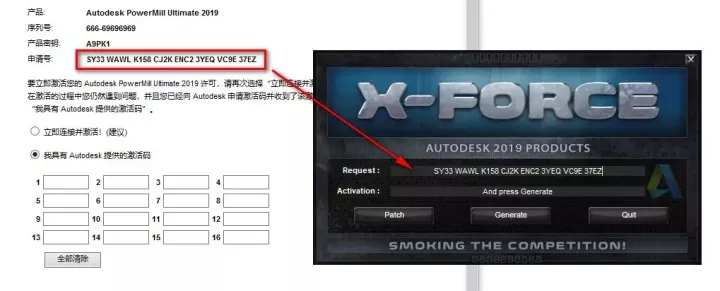 产品: Autodesk PowerMill Ultimate 2019
序列号: 666-69696969
产品密钥: A9PK1
申请号: SY33 WAWL K158 CJ2K ENC2 3YEQ VC9E 37EZ
要立即激活您的 Autodesk PowerMill Ultimate 2019 许可，请再次选择 “立即连接并激
在激活的过程中您仍然遇到问题，并且您已经向 Autodesk 申请激活码并收到了该激
“我具有 Autodesk 提供的激活码” 。
立即连接并激活! (建议)
我具有 Autodesk 提供的激活码
1 2 3 4
5 6 7 8
9 10 11 12
13 14 15 16
全部清除
X-FORCE
AUTODESK 2019 PRODUCTS
Request : SY33 WAWL K158 CJ2K ENC2 3YEQ VC9E 37EZ
Activation : And press Generate
Patch Generate Quit
SMOKING THE COMPETITION!